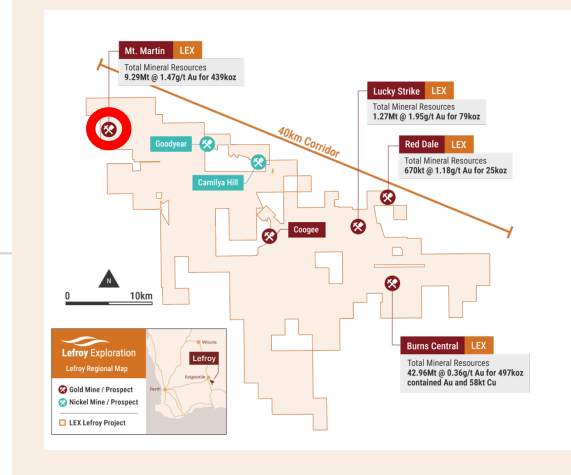 Mt. Martin LEX
Total Mineral Resources
9.29Mt @ 1.47g/t Au for 439koz
Lucky Strike LEX
Total Mineral Resources
1.27Mt @ 1.95g/t Au for 79koz
40km Corridor
Red Dale LEX
Total Mineral Resources
670kt @ 1.18g/t Au for 25koz
Goodyear
Carnilya Hill
Coogee
N
0 10km
Burns Central LEX
Total Mineral Resources
42.96Mt @ 0.36g/t Au for 497koz
contained Au and 58kt Cu
Lefroy Exploration
Lefroy Regional Map
Gold Mine / Prospect
Nickel Mine / Prospect
LEX Lefroy Project
Wiluna
Lefroy
Kalgoorlie
Perth